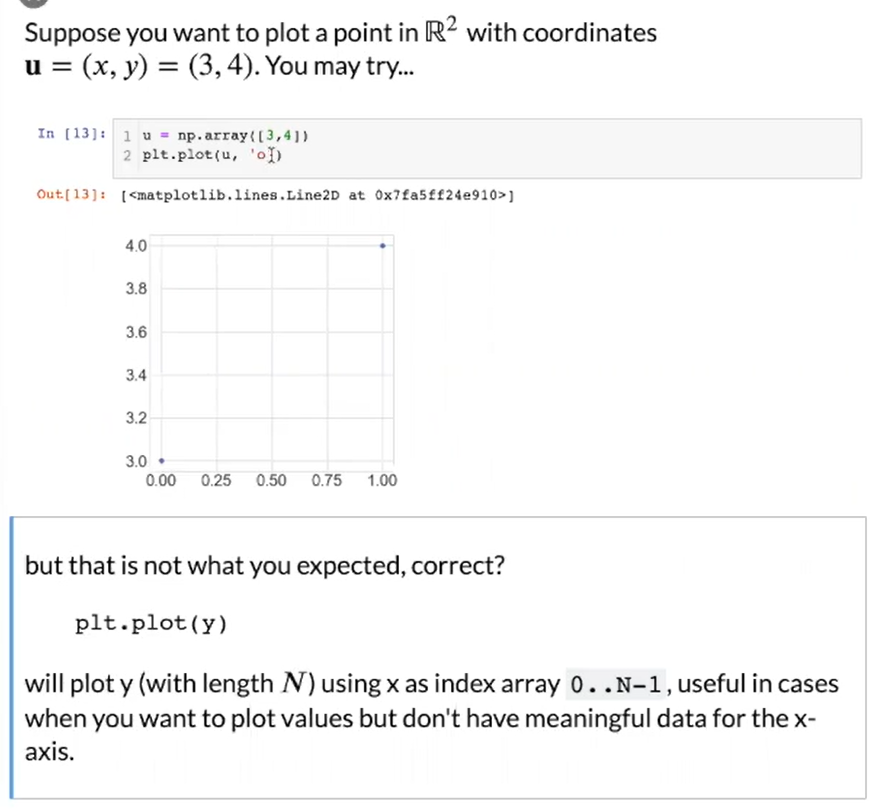 Suppose you want to plot a point in ℝ² with coordinates
𝐮 = (x, y) = (3, 4). You may try...
In [13]:
1 u = np.array([3,4])
2 plt.plot(u, 'o')
Out[13]: [<matplotlib.lines.Line2D at 0x7fa5ff24e910>]
4.0
3.8
3.6
3.4
3.2
3.0
0.00 0.25 0.50 0.75 1.00
but that is not what you expected, correct?
plt.plot(y)
will plot y (with length N) using x as index array 0..N-1, useful in cases
when you want to plot values but don't have meaningful data for the x-
axis.